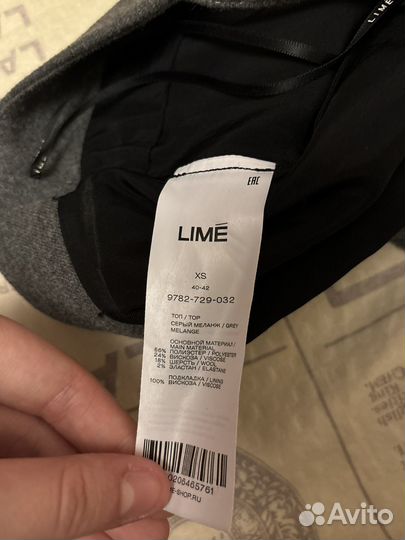 LIMÉ
EAC
LIMÉ
XS
40-42
9782-729-032
ТОП / TOP
СЕРЫЙ МЕЛАНЖ / GREY
MELANGE
ОСНОВНОЙ МАТЕРИАЛ /
MAIN MATERIAL
56% ПОЛИЭСТЕР / POLYESTER
24% ВИСКОЗА / VISCOSE
18% ШЕРСТЬ / WOOL
2% ЭЛАСТАН / ELASTANE
ПОДКЛАДКА / LINING
100% ВИСКОЗА / VISCOSE
0206465761
E-SHOP.RU
Avito